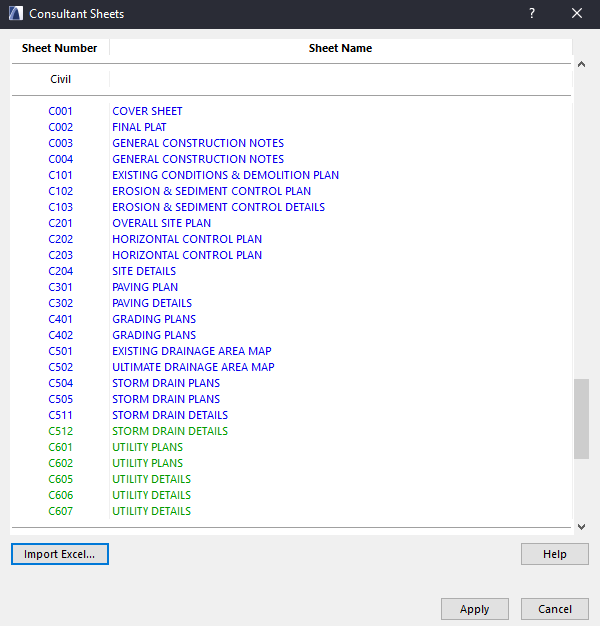 Consultant Sheets ?
Sheet Number Sheet Name
Civil
C001 COVER SHEET
C002 FINAL PLAT
C003 GENERAL CONSTRUCTION NOTES
C004 GENERAL CONSTRUCTION NOTES
C101 EXISTING CONDITIONS & DEMOLITION PLAN
C102 EROSION & SEDIMENT CONTROL PLAN
C103 EROSION & SEDIMENT CONTROL DETAILS
C201 OVERALL SITE PLAN
C202 HORIZONTAL CONTROL PLAN
C203 HORIZONTAL CONTROL PLAN
C204 SITE DETAILS
C301 PAVING PLAN
C302 PAVING DETAILS
C401 GRADING PLANS
C402 GRADING PLANS
C501 EXISTING DRAINAGE AREA MAP
C502 ULTIMATE DRAINAGE AREA MAP
C504 STORM DRAIN PLANS
C505 STORM DRAIN PLANS
C511 STORM DRAIN DETAILS
C512 STORM DRAIN DETAILS
C601 UTILITY PLANS
C602 UTILITY PLANS
C605 UTILITY DETAILS
C606 UTILITY DETAILS
C607 UTILITY DETAILS
Import Excel... Help
Apply Cancel